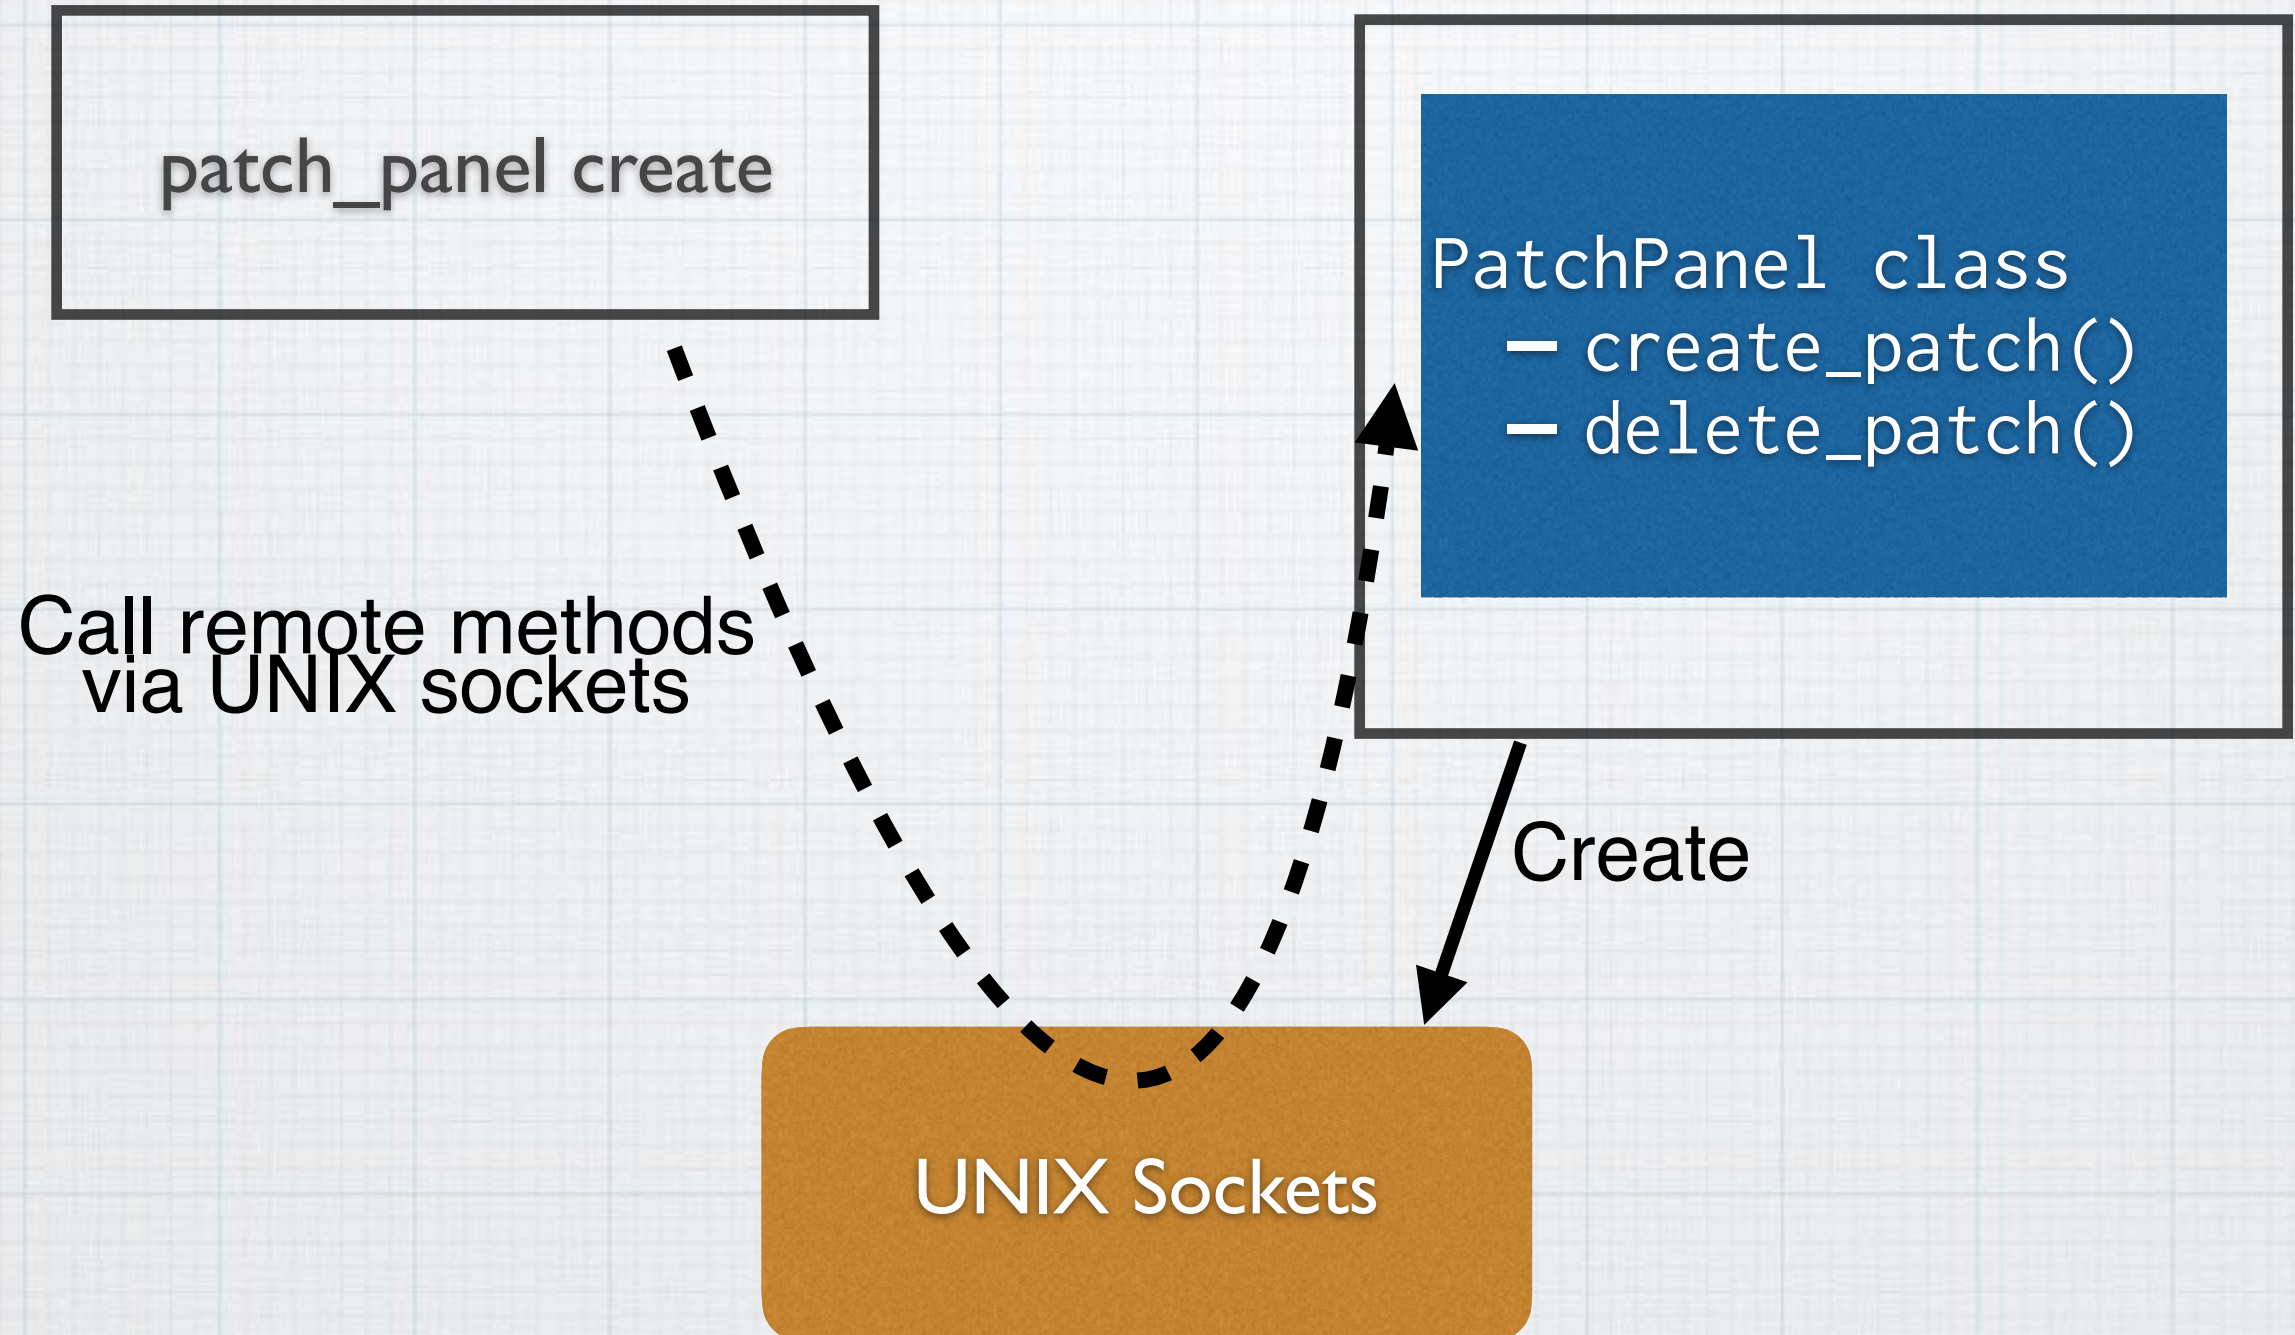 patch_panel create
PatchPanel class
– create_patch()
– delete_patch()
Call remote methods
via UNIX sockets
Create
UNIX Sockets